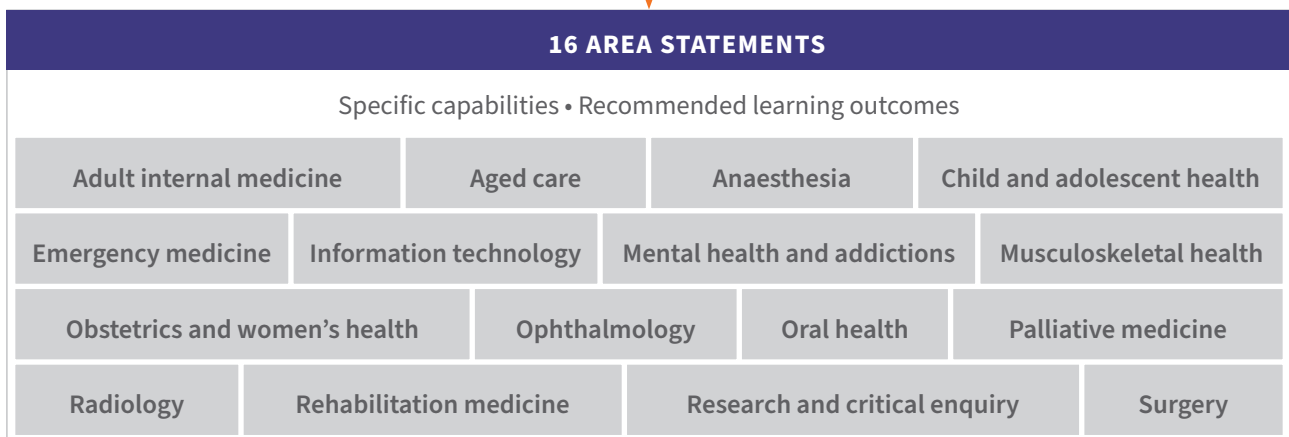 16 AREA STATEMENTS
Specific capabilities • Recommended learning outcomes
Adult internal medicine Aged care Anaesthesia Child and adolescent health
Emergency medicine Information technology Mental health and addictions Musculoskeletal health
Obstetrics and women’s health Ophthalmology Oral health Palliative medicine
Radiology Rehabilitation medicine Research and critical enquiry Surgery